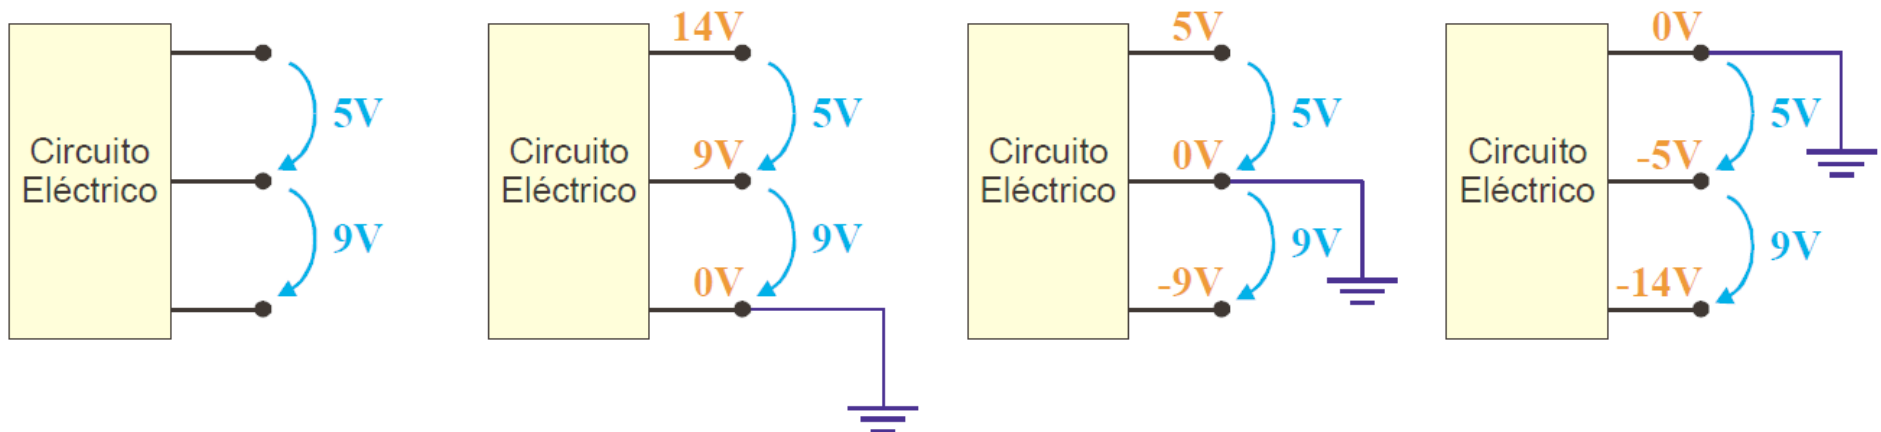 Circuito
Eléctrico
5V
9V
14V
9V
0V
Circuito
Eléctrico
5V
9V
5V
0V
-9V
Circuito
Eléctrico
5V
9V
0V
-5V
-14V
Circuito
Eléctrico
5V
9V